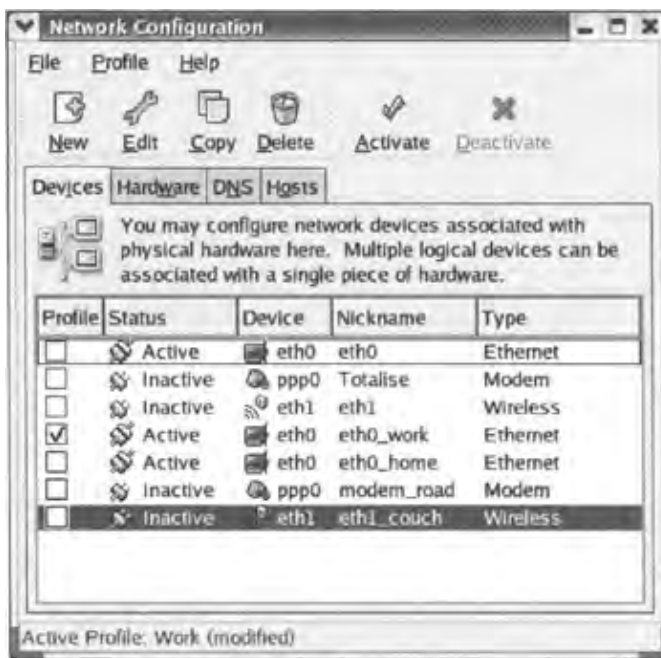 Network Configuration
File Profile Help
New Edit Copy Delete Activate Deactivate
Devices Hardware DNS Hosts
You may configure network devices associated with
physical hardware here. Multiple logical devices can be
associated with a single piece of hardware.
Profile Status Device Nickname Type
Active eth0 eth0 Ethernet
Inactive ppp0 Totalise Modem
Inactive eth1 eth1 Wireless
Active eth0 eth0_work Ethernet
Active eth0 eth0_home Ethernet
Inactive ppp0 modem_road Modem
Inactive eth1 eth1_couch Wireless
Active Profile: Work (modified)